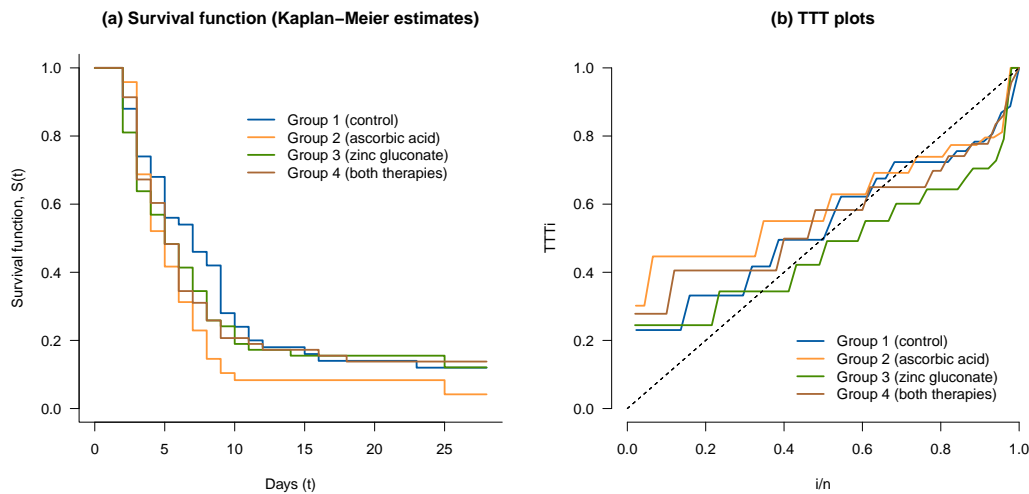 (a) Survival function (Kaplan−Meier estimates)
Survival function, S(t)
1.0
0.8
0.6
0.4
0.2
0.0
Group 1 (control)
Group 2 (ascorbic acid)
Group 3 (zinc gluconate)
Group 4 (both therapies)
0 5 15 20 25
Days (t)
(b) TTT plots
TTTi
1.0
0.8
0.6
0.4
0.2
0.0
Group 1 (control)
Group 2 (ascorbic acid)
Group 3 (zinc gluconate)
Group 4 (both therapies)
0.0 0.2 0.4 0.6 0.8 1.0
i/n